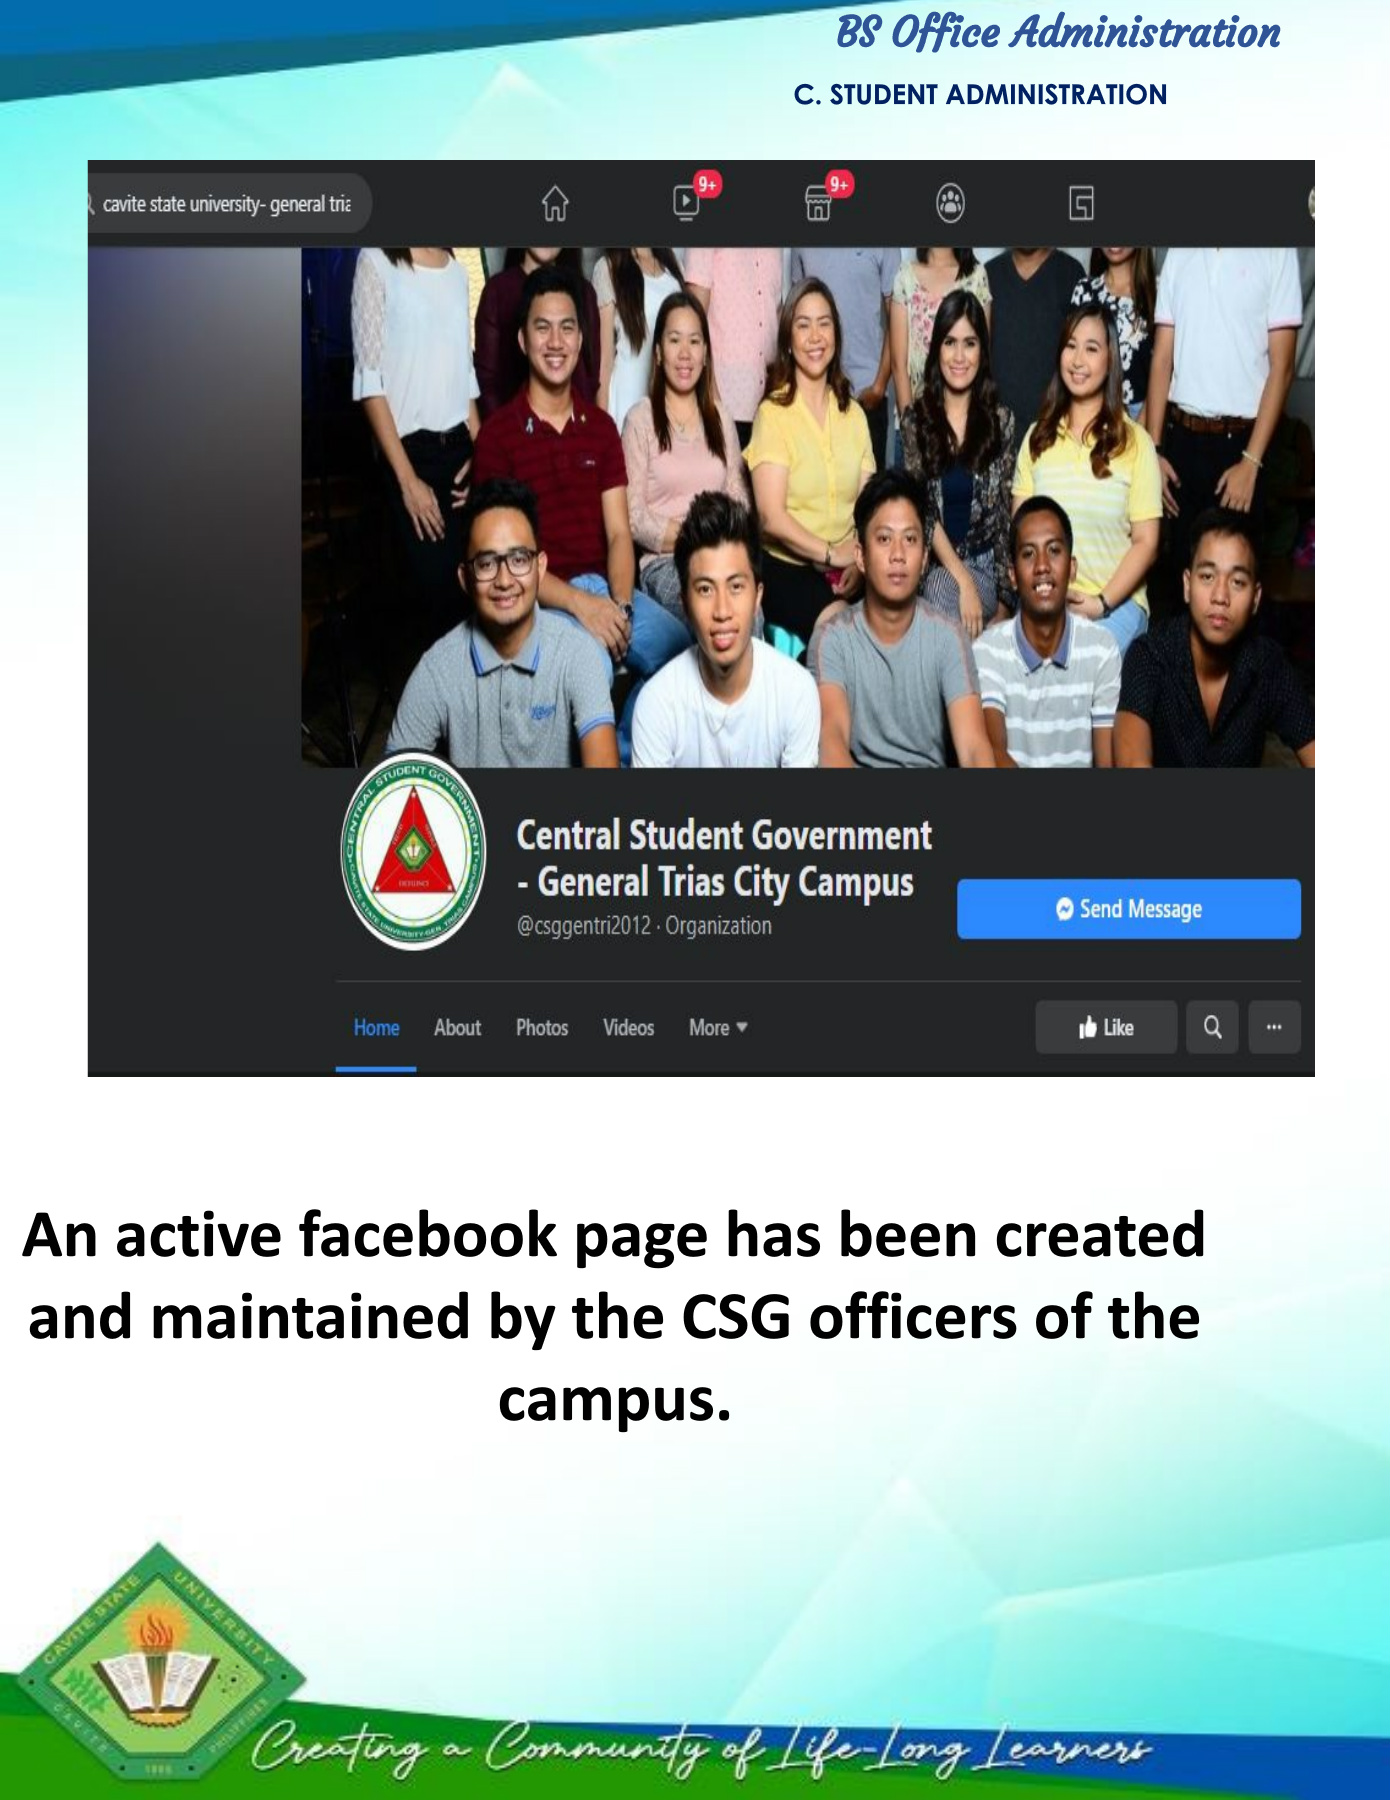 BS Office Administration
C. STUDENT ADMINISTRATION
cavite state university- general tria
9+
9+
CENTRAL STUDENT GOVERNMENT
CAVITE STATE UNIVERSITY-GEN. TRIAS CAMPUS
EXCELLENCE
Central Student Government
- General Trias City Campus
@csggentri2012 · Organization
Send Message
Home About Photos Videos More
Like
An active facebook page has been created
and maintained by the CSG officers of the
campus.
CAVITE STATE UNIVERSITY
CAVITE PHILIPPINES
1906
Creating a Community of Life-Long Learners